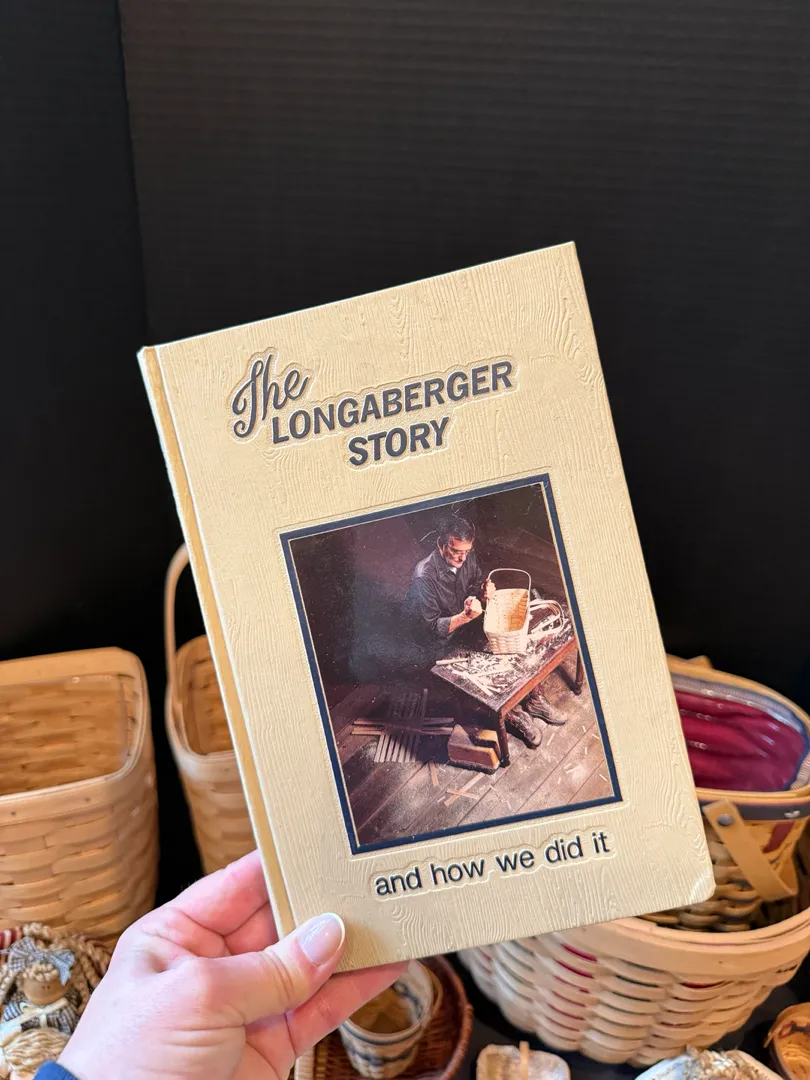 The
LONGABERGER
STORY
and how we did it